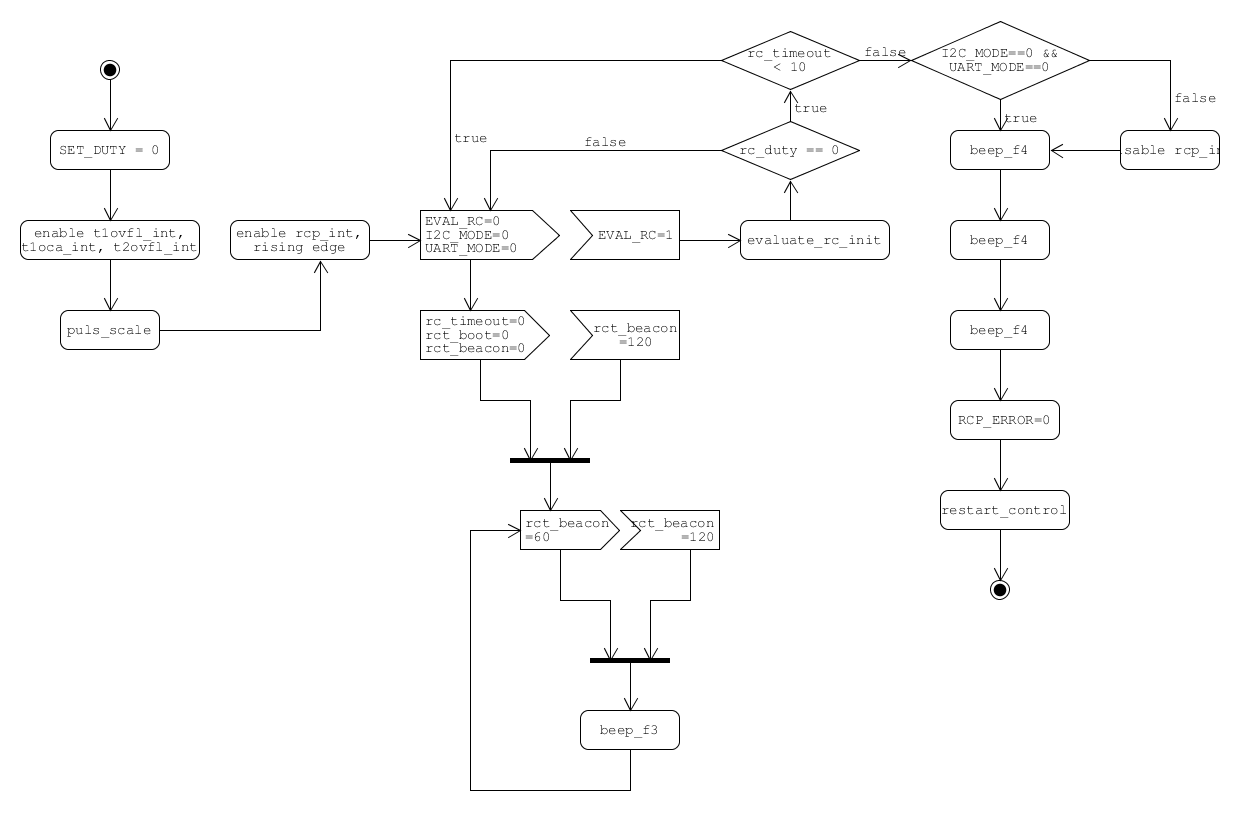 SET_DUTY = 0
enable t1ovfl_int,
t1oca_int, t2ovfl_int
puls_scale
enable rcp_int,
rising edge
EVAL_RC=0
I2C_MODE=0
UART_MODE=0
EVAL_RC=1
evaluate_rc_init
rc_duty == 0
false
true
rc_timeout
< 10
true
false
I2C_MODE==0 &&
UART_MODE==0
true
false
sable rcp_in
beep_f4
beep_f4
beep_f4
RCP_ERROR=0
restart_control
rc_timeout=0
rct_boot=0
rct_beacon=0
rct_beacon
=120
rct_beacon
=60
rct_beacon
=120
beep_f3